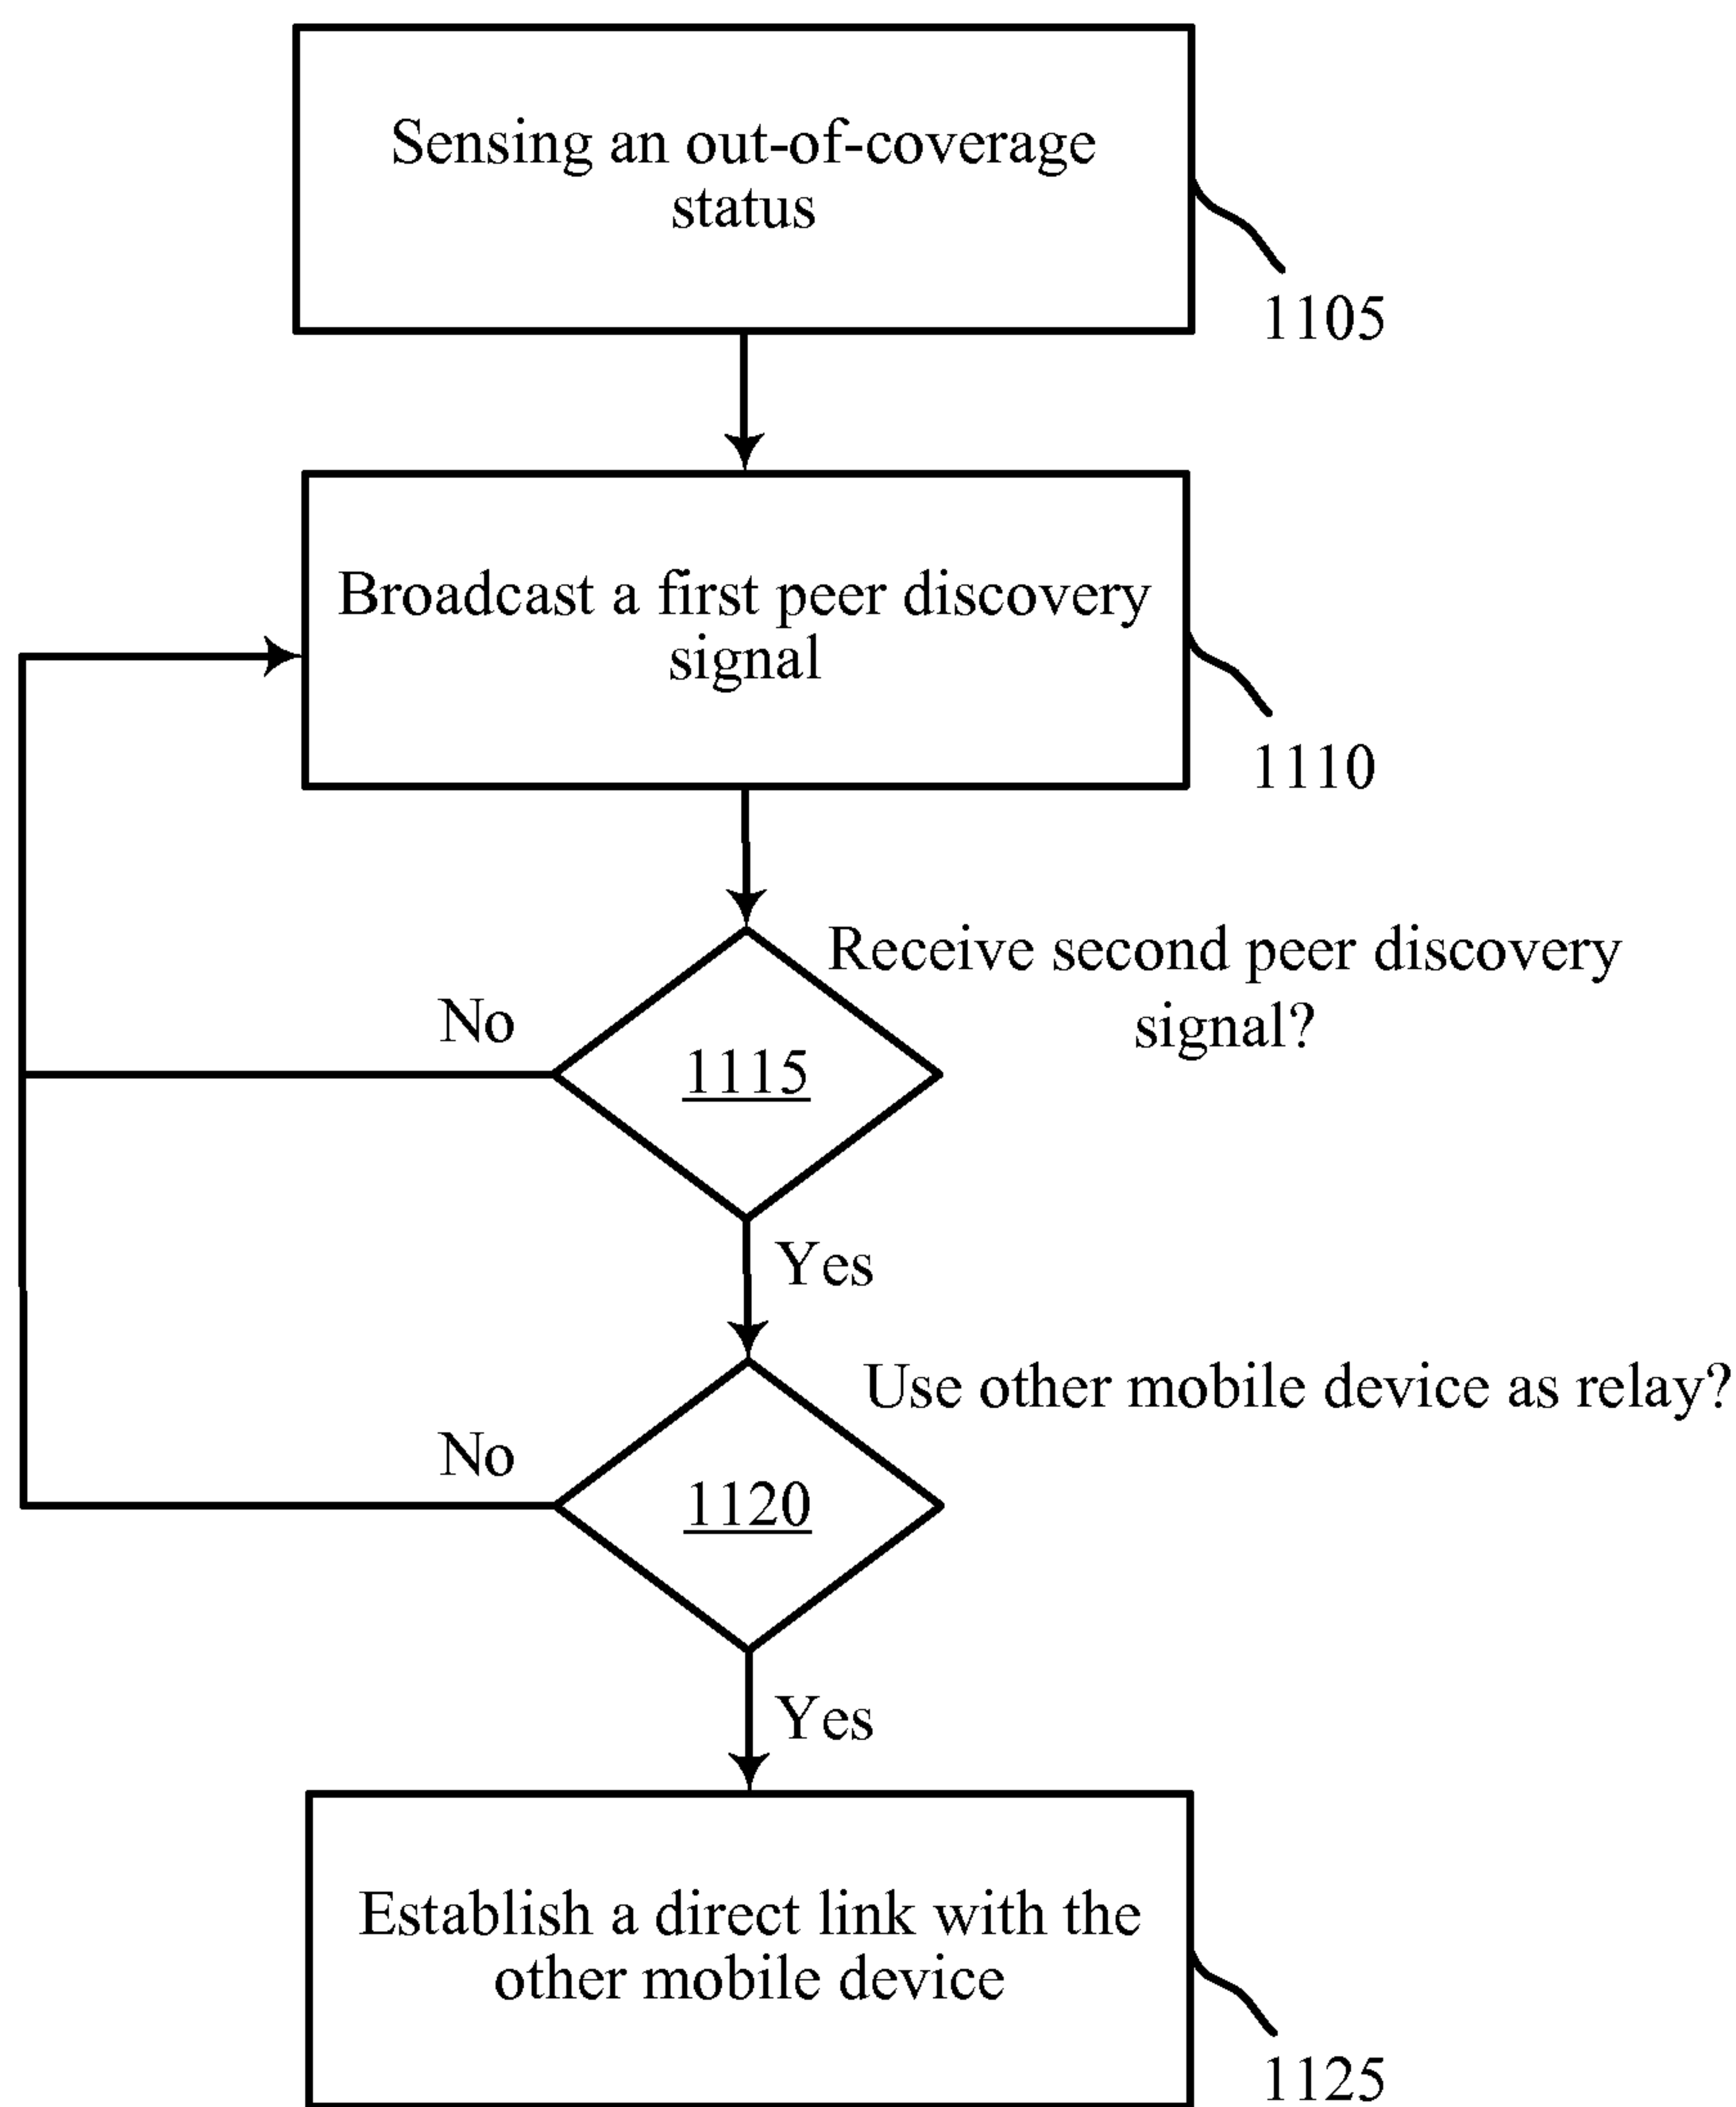 Sensing an out-of-coverage
status
1105
Broadcast a first peer discovery
signal
1110
Receive second peer discovery
signal?
No
1115
Yes
Use other mobile device as relay?
No
1120
Yes
Establish a direct link with the
other mobile device
1125